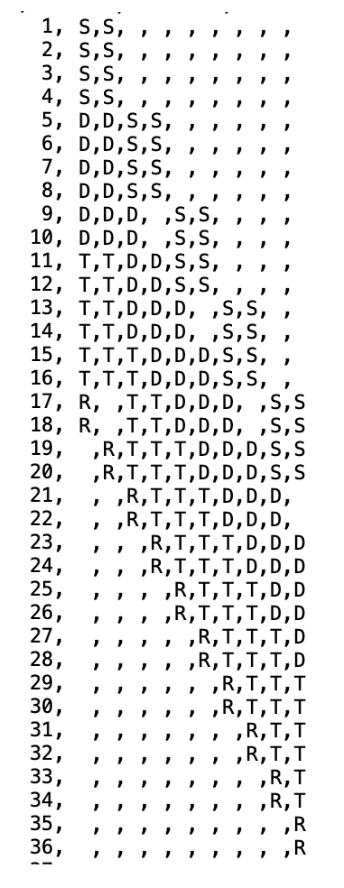 1, S,S, , , , , , , ,
2, S,S, , , , , , , ,
3, S,S, , , , , , , ,
4, S,S, , , , , , , ,
5, D,D,S,S, , , , , ,
6, D,D,S,S, , , , , ,
7, D,D,S,S, , , , , ,
8, D,D,S,S, , , , , ,
9, D,D,D, ,S,S, , , ,
10, D,D,D, ,S,S, , , ,
11, T,T,D,D,S,S, , , ,
12, T,T,D,D,S,S, , , ,
13, T,T,D,D,D, ,S,S, ,
14, T,T,D,D,D, ,S,S, ,
15, T,T,T,D,D,D,S,S, ,
16, T,T,T,D,D,D,S,S, ,
17, R, ,T,T,D,D,D, ,S,S
18, R, ,T,T,D,D,D, ,S,S
19,  ,R,T,T,T,D,D,D,S,S
20,  ,R,T,T,T,D,D,D,S,S
21,  , ,R,T,T,T,D,D,D,
22,  , ,R,T,T,T,D,D,D,
23,  , , ,R,T,T,T,D,D,D
24,  , , ,R,T,T,T,D,D,D
25,  , , , ,R,T,T,T,D,D
26,  , , , ,R,T,T,T,D,D
27,  , , , , ,R,T,T,T,D
28,  , , , , ,R,T,T,T,D
29,  , , , , , ,R,T,T,T
30,  , , , , , ,R,T,T,T
31,  , , , , , , ,R,T,T
32,  , , , , , , ,R,T,T
33,  , , , , , , , ,R,T
34,  , , , , , , , ,R,T
35,  , , , , , , , , ,R
36,  , , , , , , , , ,R